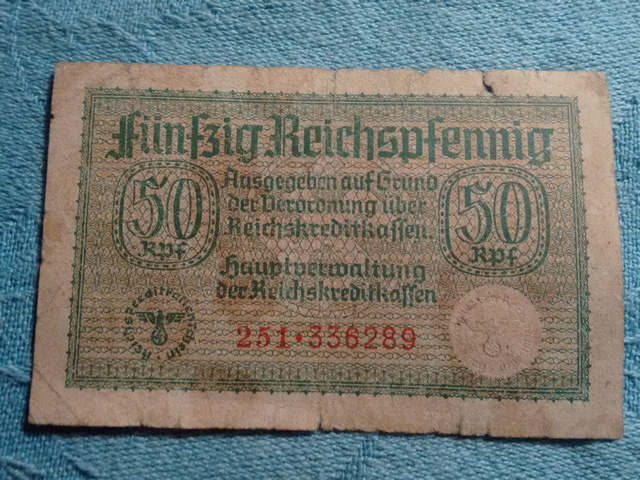 Fünfzig Reichspfennig
50
Rpf
Ausgegeben auf Grund
der Verordnung über
Reichskreditkassen.
Hauptverwaltung
der Reichskreditkassen
50
Rpf
251·336289